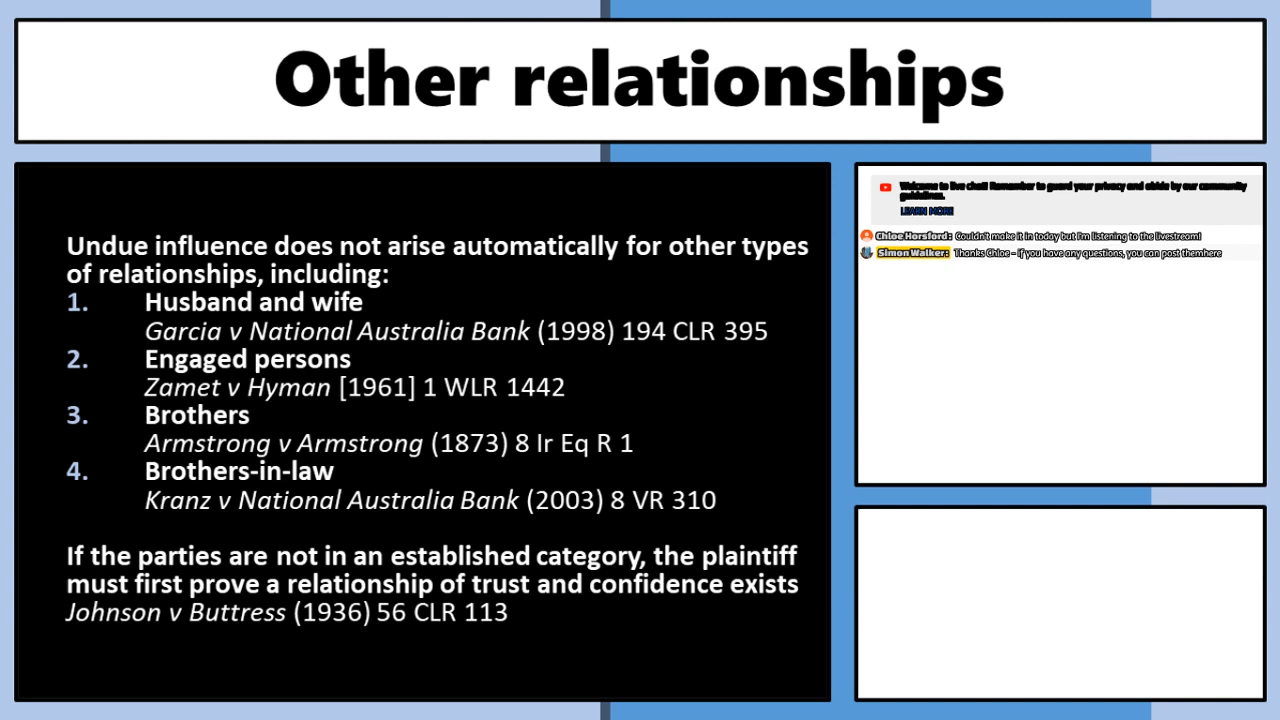 Other relationships
Undue influence does not arise automatically for other types
of relationships, including:
1. Husband and wife
Garcia v National Australia Bank (1998) 194 CLR 395
2. Engaged persons
Zamet v Hyman [1961] 1 WLR 1442
3. Brothers
Armstrong v Armstrong (1873) 8 Ir Eq R 1
4. Brothers-in-law
Kranz v National Australia Bank (2003) 8 VR 310
If the parties are not in an established category, the plaintiff
must first prove a relationship of trust and confidence exists
Johnson v Buttress (1936) 56 CLR 113
Welcome to live chat! Remember to guard your privacy and abide by our community
guidelines.
LEARN MORE
Chloe Horsford: Couldn't make it in today but I'm listening to the livestream!
Simon Walker: Thanks Chloe - if you have any questions, you can post themhere